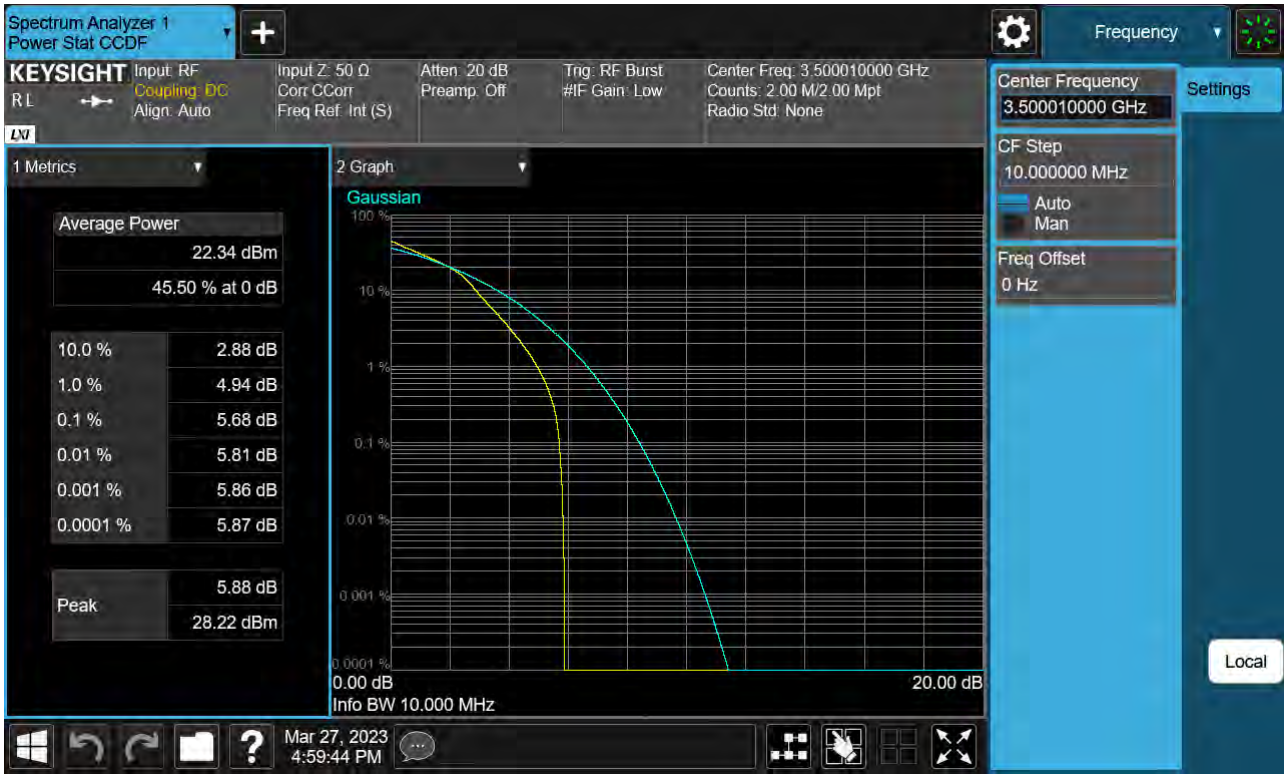 Spectrum Analyzer 1
Power Stat CCDF
Frequency
KEYSIGHT
RL
LXI
Input: RF
Coupling: DC
Align: Auto
Input Z: 50 Ω
Corr CCorr
Freq Ref: Int (S)
Atten: 20 dB
Preamp: Off
Trig: RF Burst
#IF Gain: Low
Center Freq: 3.500010000 GHz
Counts: 2.00 M/2.00 Mpt
Radio Std: None
Center Frequency
3.500010000 GHz
Settings
CF Step
10.000000 MHz
Auto
Man
Freq Offset
0 Hz
1 Metrics
Average Power
22.34 dBm
45.50 % at 0 dB
10.0 % 2.88 dB
1.0 % 4.94 dB
0.1 % 5.68 dB
0.01 % 5.81 dB
0.001 % 5.86 dB
0.0001 % 5.87 dB
Peak
5.88 dB
28.22 dBm
2 Graph
Gaussian
100 %
10 %
1 %
0.1 %
0.01 %
0.001 %
0.0001 %
0.00 dB
20.00 dB
Info BW 10.000 MHz
Local
?
Mar 27, 2023
4:59:44 PM